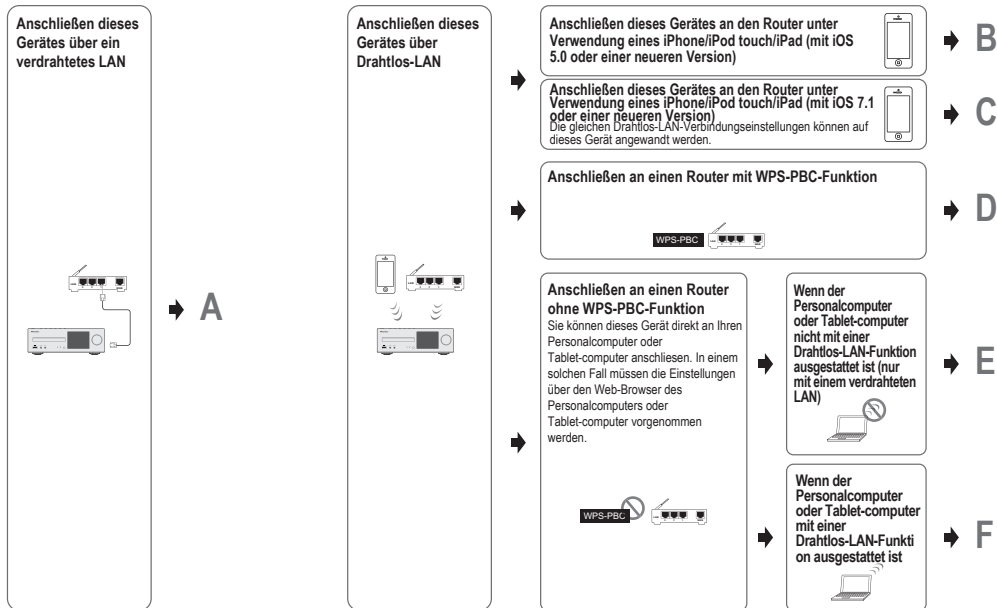 Anschließen dieses
Gerätes über ein
verdrahtetes LAN
A
Anschließen dieses
Gerätes über
Drahtlos-LAN
Anschließen dieses Gerätes an den Router unter
Verwendung eines iPhone/iPod touch/iPad (mit iOS
5.0 oder einer neueren Version)
B
Anschließen dieses Gerätes an den Router unter
Verwendung eines iPhone/iPod touch/iPad (mit iOS 7.1
oder einer neueren Version)
Die gleichen Drahtlos-LAN-Verbindungseinstellungen können auf
dieses Gerät angewandt werden.
C
Anschließen an einen Router mit WPS-PBC-Funktion
WPS-PBC
D
Anschließen an einen Router
ohne WPS-PBC-Funktion
Sie können dieses Gerät direkt an Ihren
Personalcomputer oder
Tablet-computer anschliesen. In einem
solchen Fall müssen die Einstellungen
über den Web-Browser des
Personalcomputers oder
Tablet-computer vorgenommen
werden.
WPS-PBC
Wenn der
Personalcomputer
oder Tablet-computer
nicht mit einer
Drahtlos-LAN-Funktion
ausgestattet ist (nur
mit einem verdrahteten
LAN)
E
Wenn der
Personalcomputer
oder Tablet-computer
mit einer
Drahtlos-LAN-Funkti
on ausgestattet ist
F